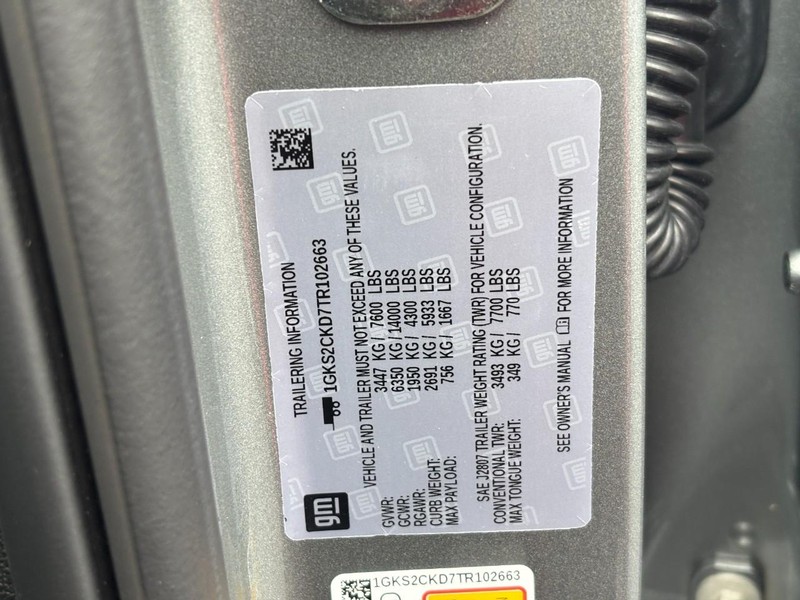 gm
TRAILERING INFORMATION
1GKS2CKD7TR102663
VEHICLE AND TRAILER MUST NOT EXCEED ANY OF THESE VALUES.
GVWR: 3447 KG / 7600 LBS
GCWR: 6350 KG / 14000 LBS
RGAWR: 1950 KG / 4300 LBS
CURB WEIGHT: 2691 KG / 5933 LBS
MAX PAYLOAD: 756 KG / 1667 LBS
SAE J2807 TRAILER WEIGHT RATING (TWR) FOR VEHICLE CONFIGURATION.
CONVENTIONAL TWR: 3493 KG / 7700 LBS
MAX TONGUE WEIGHT: 349 KG / 770 LBS
SEE OWNER'S MANUAL FOR MORE INFORMATION
1GKS2CKD7TR102663